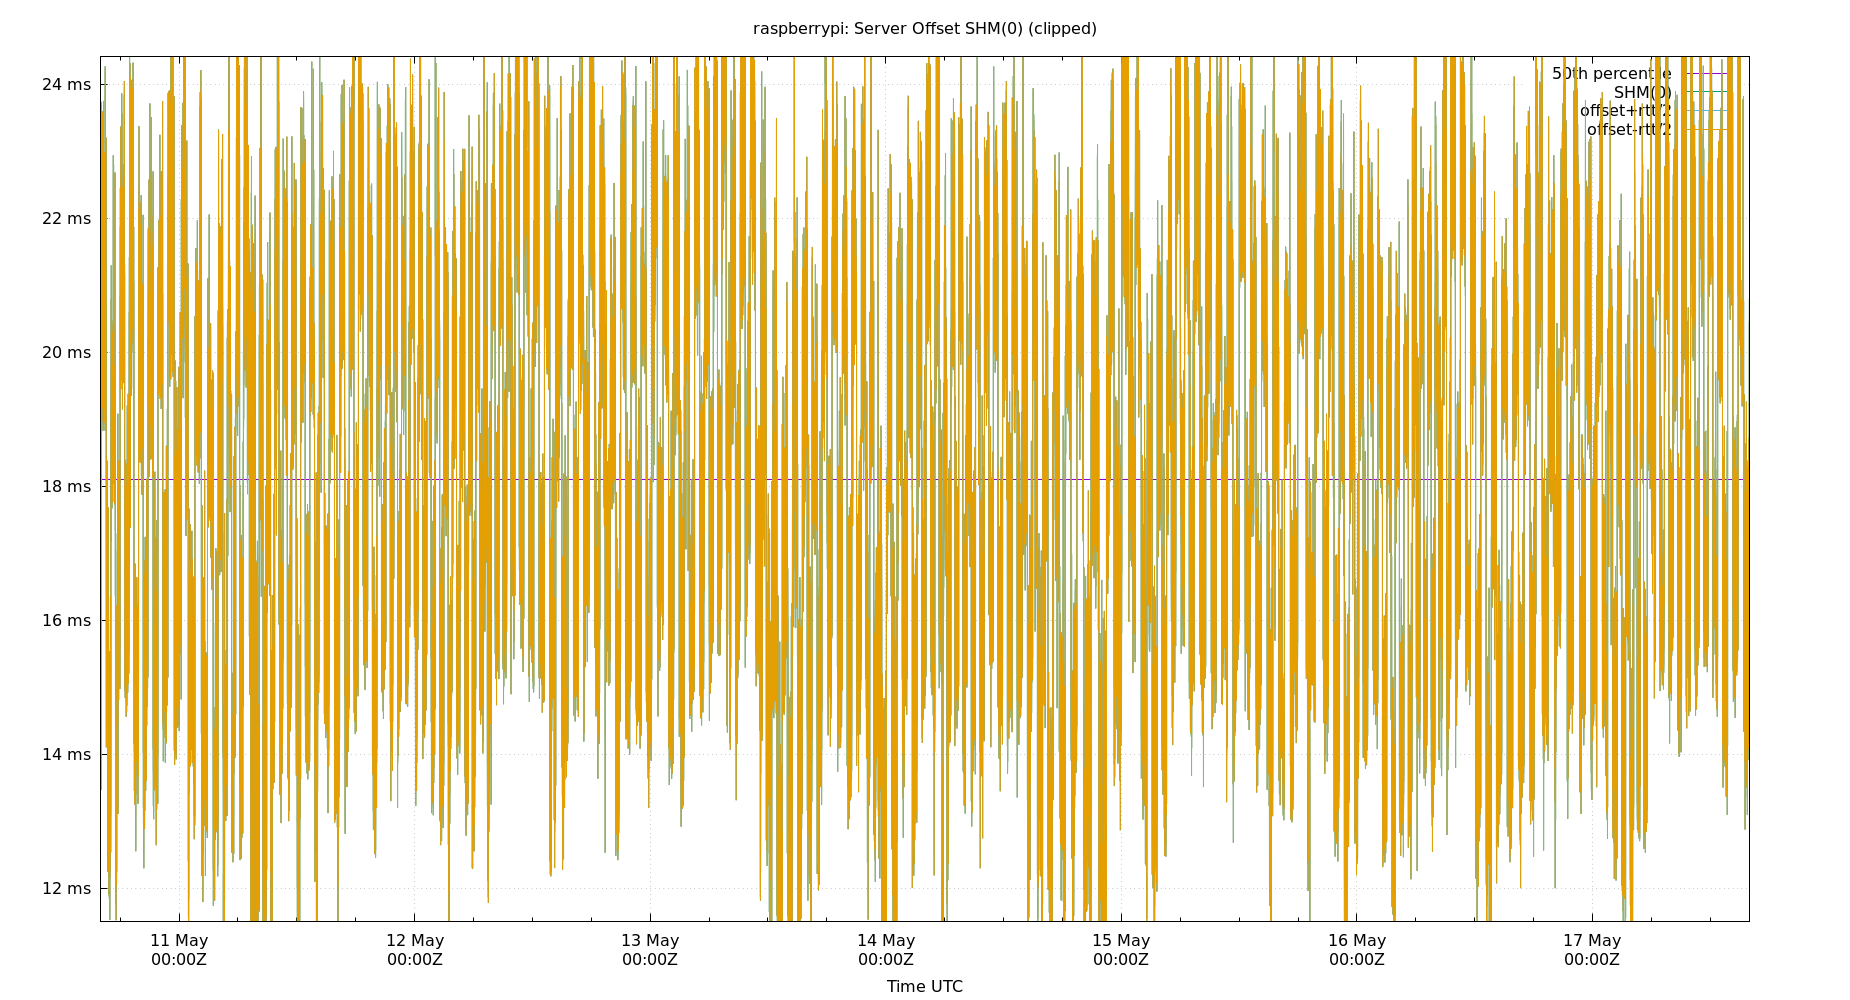 raspberrypi: Server Offset SHM(0) (clipped)
24 ms
22 ms
20 ms
18 ms
16 ms
14 ms
12 ms
50th percentile
SHM(0)
offset+rtt/2
offset-rtt/2
11 May 12 May 13 May 14 May 15 May 16 May 17 May
00:00Z 00:00Z 00:00Z 00:00Z 00:00Z 00:00Z 00:00Z
Time UTC